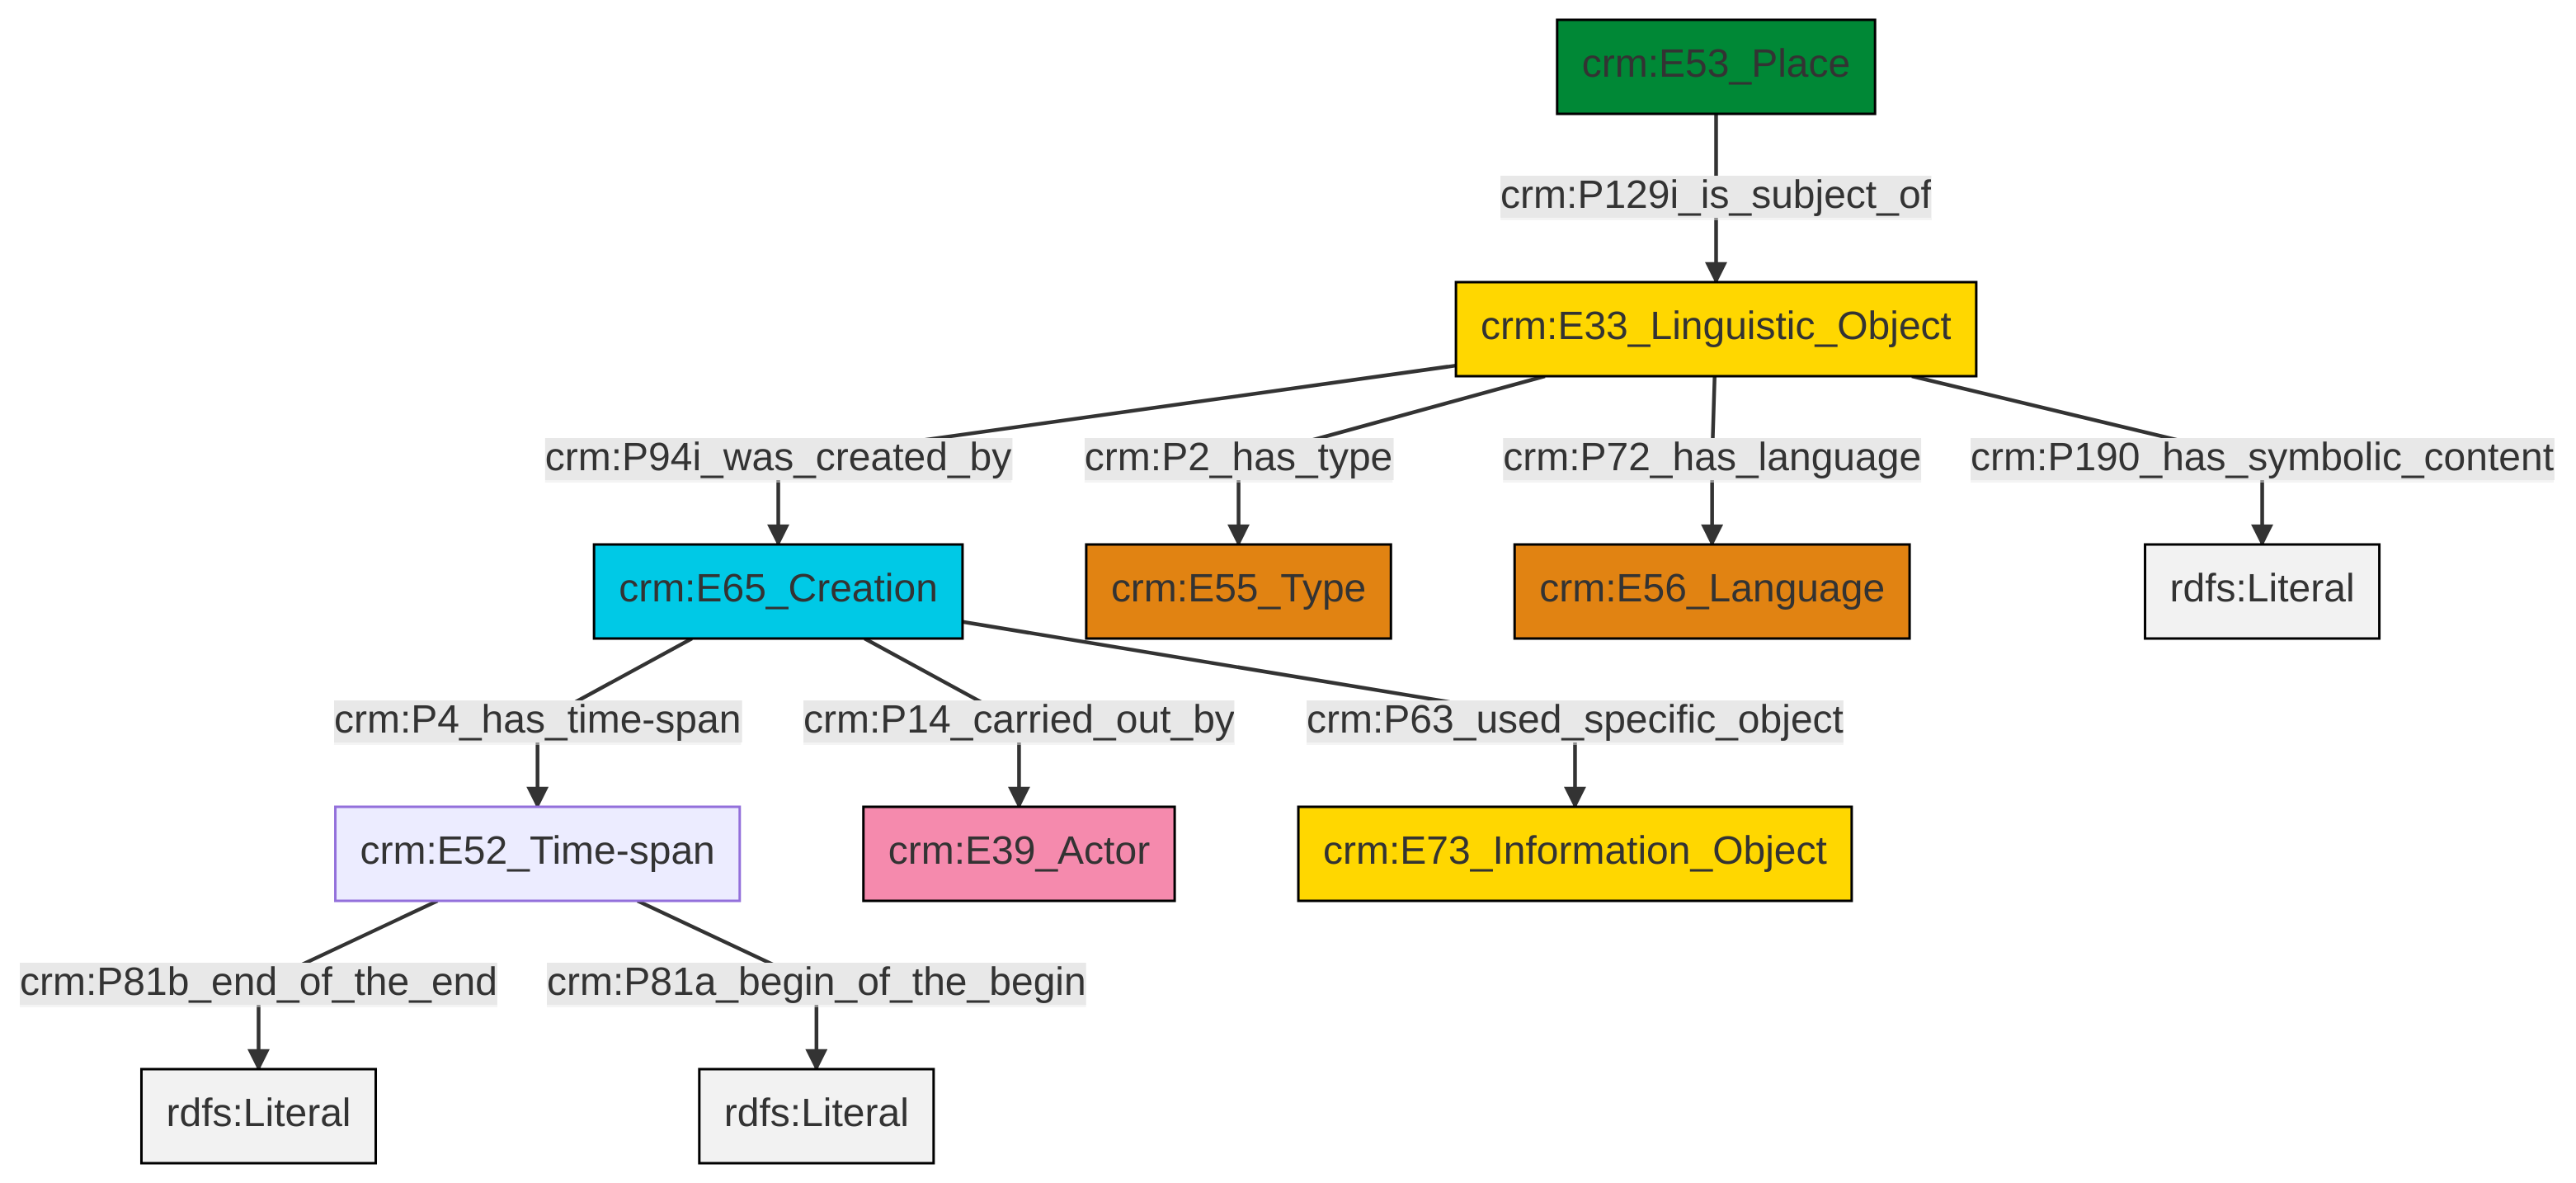 crm:E53_Place
crm:P129i_is_subject_of
crm:E33_Linguistic_Object
crm:P94i_was_created_by
crm:P2_has_type
crm:P72_has_language
crm:P190_has_symbolic_content
crm:E65_Creation
crm:E55_Type
crm:E56_Language
rdfs:Literal
crm:P4_has_time-span
crm:P14_carried_out_by
crm:P63_used_specific_object
crm:E52_Time-span
crm:E39_Actor
crm:E73_Information_Object
crm:P81b_end_of_the_end
crm:P81a_begin_of_the_begin
rdfs:Literal
rdfs:Literal